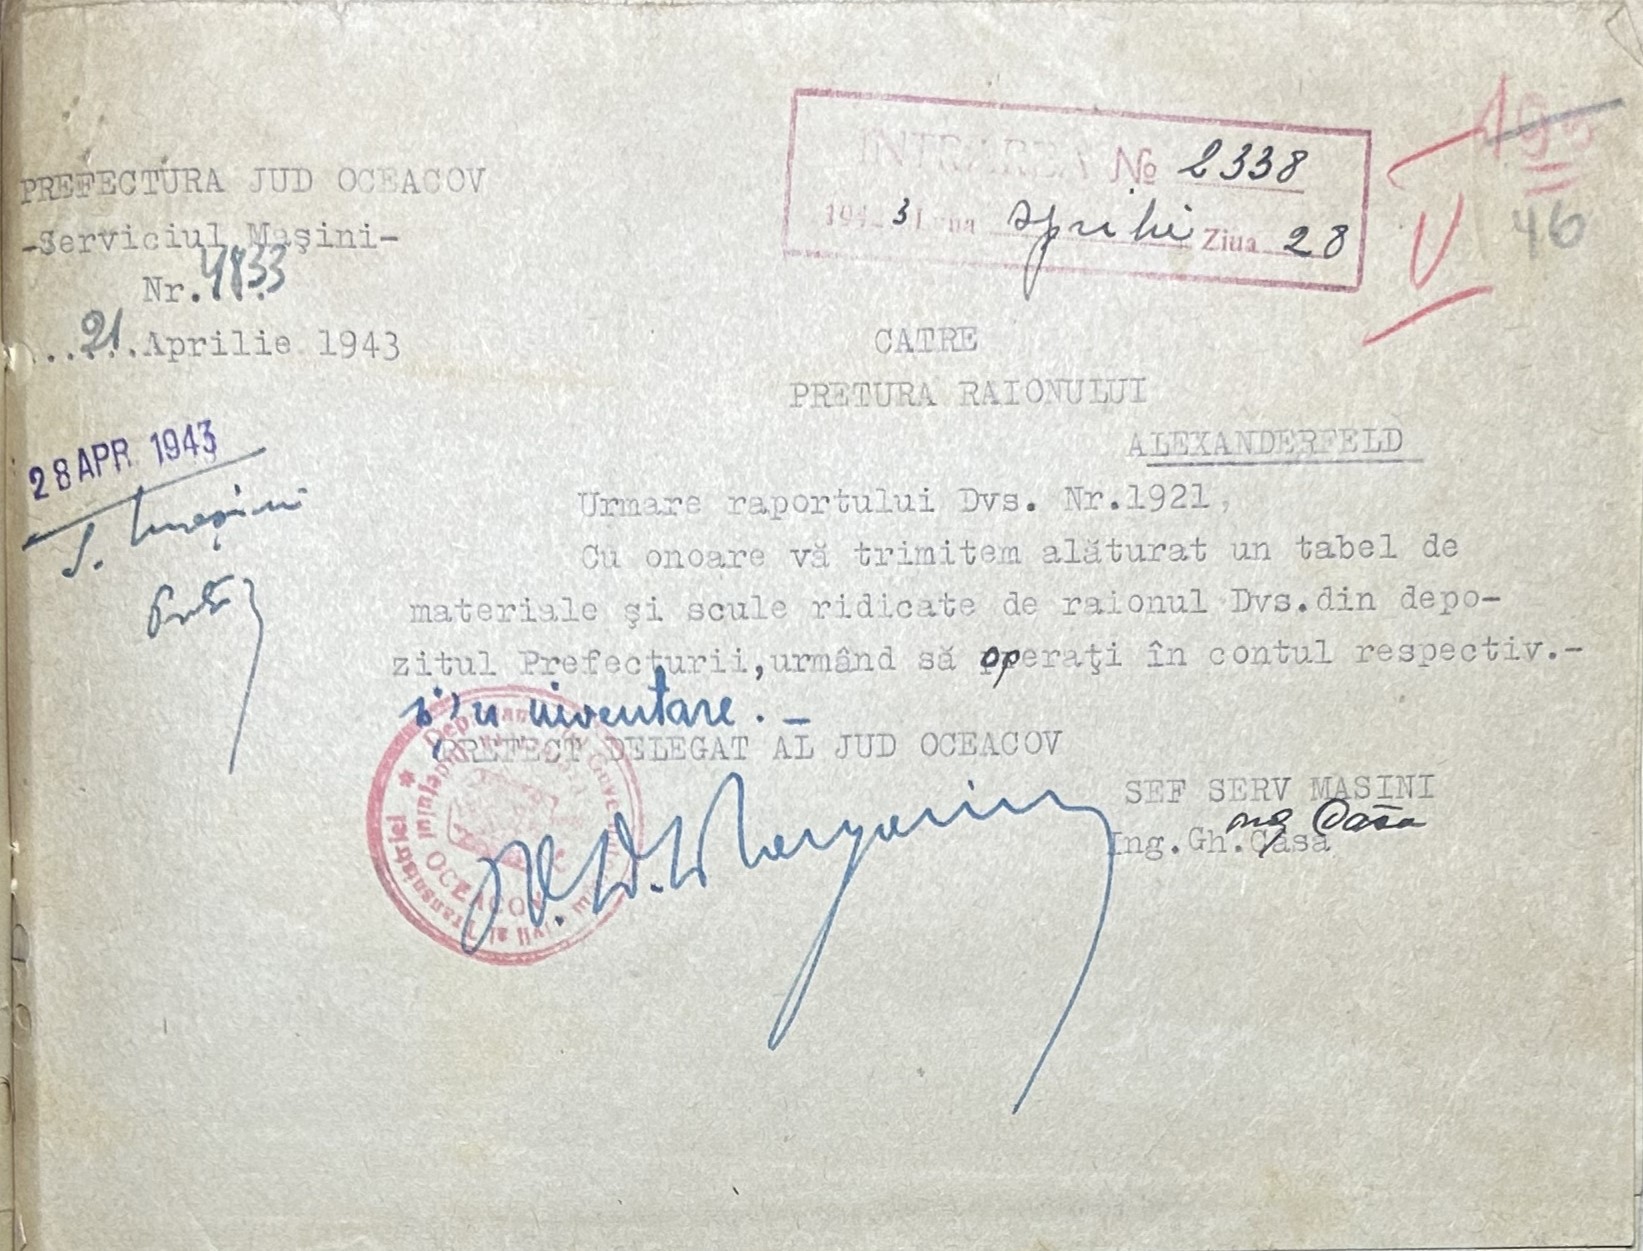 INTRAREA № 2338
194-3 Luna Aprilie Ziua 28
46
PREFECTURA JUD OCEACOV
-Serviciul Maşini-
Nr. 4833
...21..Aprilie 1943
CATRE
PRETURA RAIONULUI
ALEXANDERFELD
28 APR 1943
Urmare raportului Dvs. Nr.1921,
Cu onoare vă trimitem alăturat un tabel de
materiale şi scule ridicate de raionul Dvs.din depo-
zitul Prefecturii,urmând să operaţi în contul respectiv.-
şi în inventare. -
PREFECT DELEGAT AL JUD OCEACOV
SEF SERV MASINI
Ing.Gh.Casa
OCEACOV